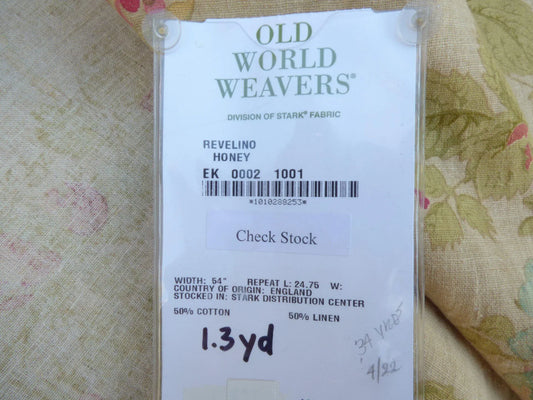 OLD
WORLD
WEAVERS®
DIVISION OF STARK® FABRIC
REVELINO
HONEY
EK 0002 1001
*1010289253*
Check Stock
WIDTH: 54" REPEAT L: 24.75 W:
COUNTRY OF ORIGIN: ENGLAND
STOCKED IN: STARK DISTRIBUTION CENTER
50% COTTON 50% LINEN
1.3yd
4/22